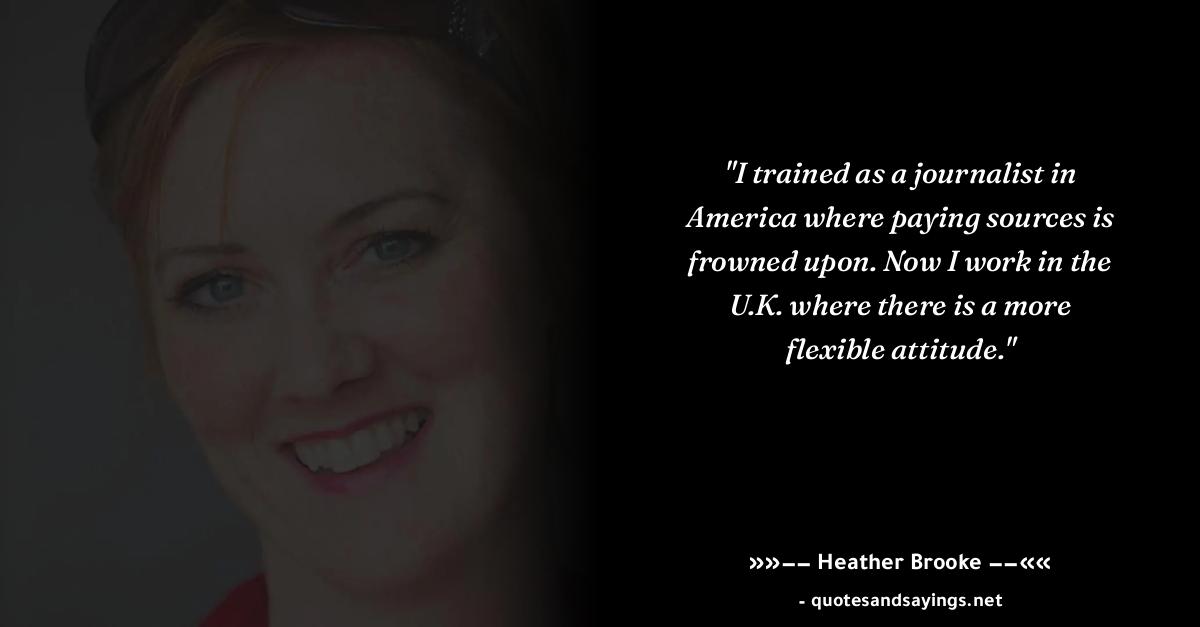 "I trained as a journalist in
America where paying sources is
frowned upon. Now I work in the
U.K. where there is a more
flexible attitude."
»»−− Heather Brooke −−««
- quotesandsayings.net